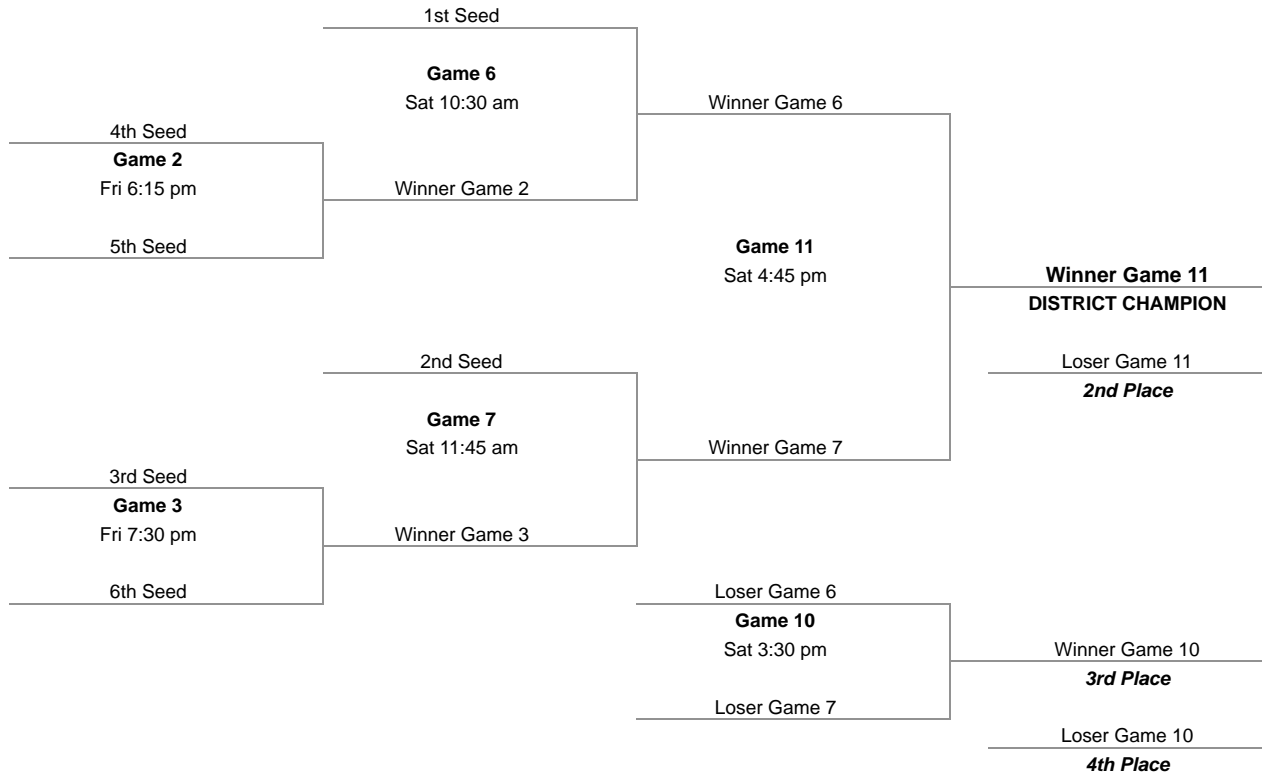 1st Seed
Game 6
Sat 10:30 am
Winner Game 6
4th Seed
Game 2
Fri 6:15 pm
Winner Game 2
5th Seed
Game 11
Sat 4:45 pm
Winner Game 11
DISTRICT CHAMPION
2nd Seed
Loser Game 11
2nd Place
Game 7
Sat 11:45 am
Winner Game 7
3rd Seed
Game 3
Fri 7:30 pm
Winner Game 3
6th Seed
Loser Game 6
Game 10
Sat 3:30 pm
Winner Game 10
3rd Place
Loser Game 7
Loser Game 10
4th Place